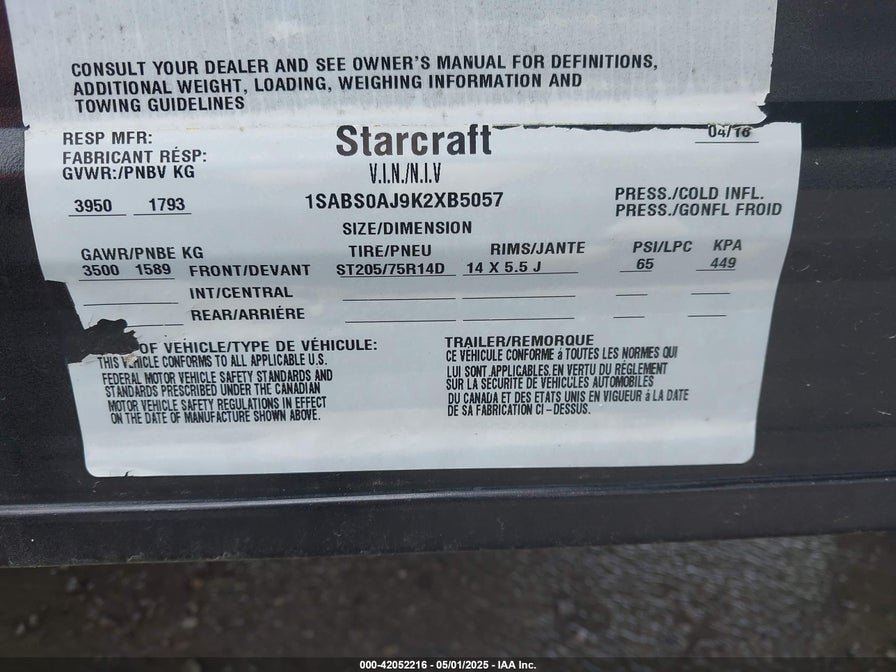 CONSULT YOUR DEALER AND SEE OWNER'S MANUAL FOR DEFINITIONS,
ADDITIONAL WEIGHT, LOADING, WEIGHING INFORMATION AND
TOWING GUIDELINES
RESP MFR: Starcraft 04/18
FABRICANT RÉSP:
GVWR:/PNBV KG V.I.N./N.I.V
3950 1793 1SABS0AJ9K2XB5057 PRESS./COLD INFL.
PRESS./GONFL FROID
SIZE/DIMENSION
GAWR/PNBE KG TIRE/PNEU RIMS/JANTE PSI/LPC KPA
3500 1589 FRONT/DEVANT ST205/75R14D 14 X 5.5 J 65 449
INT/CENTRAL
REAR/ARRIÉRE
OF VEHICLE/TYPE DE VÉHICULE: TRAILER/REMORQUE
THIS VEHICLE CONFORMS TO ALL APPLICABLE U.S.
FEDERAL MOTOR VEHICLE SAFETY STANDARDS AND
STANDARDS PRESCRIBED UNDER THE CANADIAN
MOTOR VEHICLE SAFETY REGULATIONS IN EFFECT
ON THE DATE OF MANUFACTURE SHOWN ABOVE.
CE VÉHICULE CONFORME á TOUTES LES NORMES QUI
LUI SONT APPLICABLES.EN VERTU DU RÉGLEMENT
SUR LA SECURITE DE VEHICULES AUTOMOBILES
DU CANADA ET DES ETATS UNIS EN VIGUEUR á LA DATE
DE SA FABRICATION CI-DESSUS.
000-42052216 - 05/01/2025 - IAA Inc.